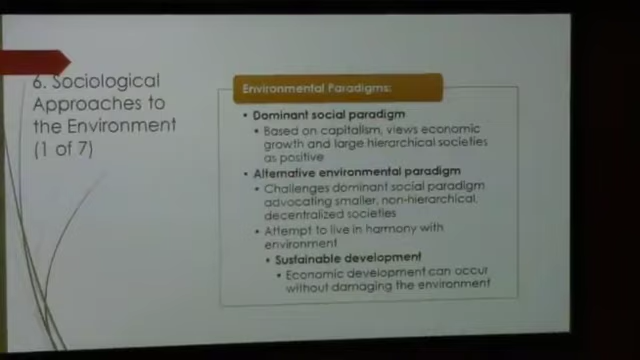 6. Sociological
Approaches to
the Environment
(1 of 7)
Environmental Paradigms:
• Dominant social paradigm
• Based on capitalism, views economic
growth and large hierarchical societies
as positive
• Alternative environmental paradigm
• Challenges dominant social paradigm
advocating smaller, non-hierarchical,
decentralized societies
• Attempt to live in harmony with
environment
• Sustainable development
• Economic development can occur
without damaging the environment